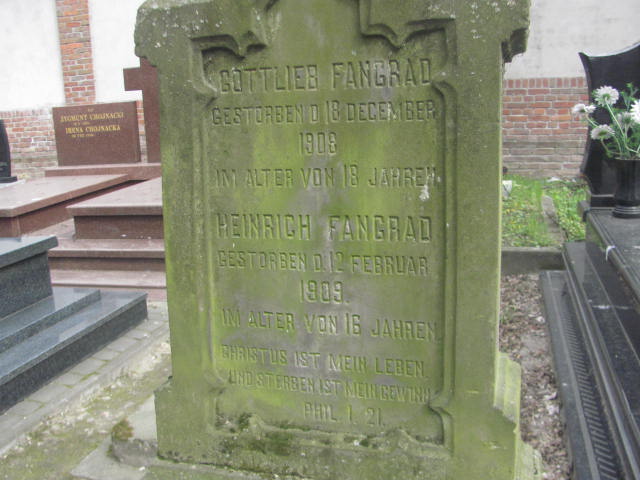 GOTTLIEB FANGRAD
GESTORBEN D 18 DECEMBER
1908
IM ALTER VON 18 JAHREN.
HEINRICH FANGRAD
GESTORBEN D. 12 FEBRUAR
1909.
IM ALTER VON 16 JAHREN.
CHRISTUS IST MEIN LEBEN.
UND STERBEN IST MEIN GEWINN.
PHIL 1. 21.
ZYGMUNT CHOJNACKI
IRENA CHOJNACKA